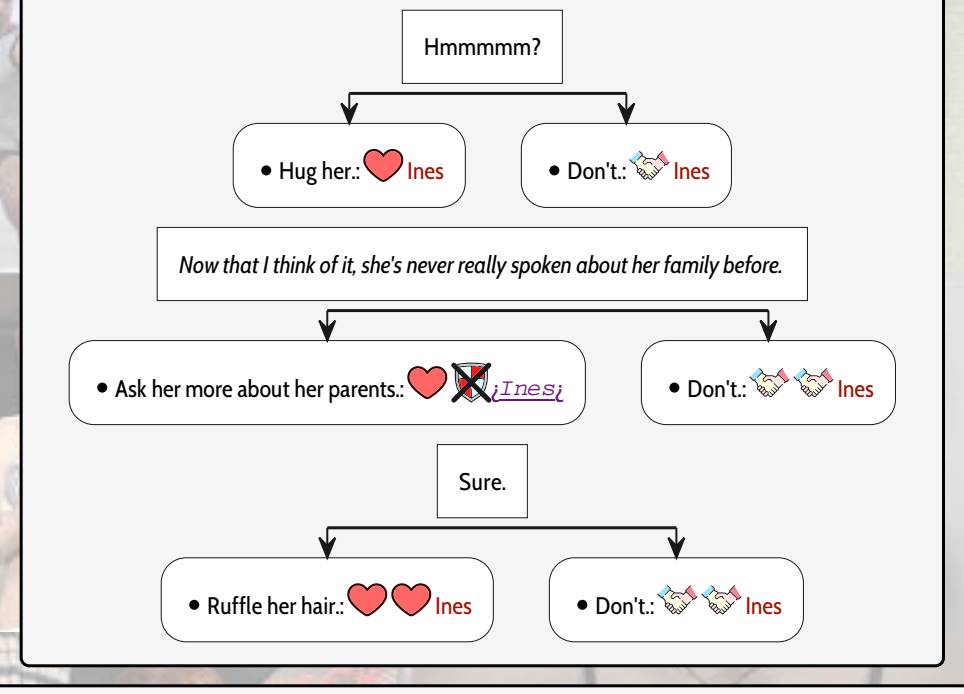 Hmmmmm?
• Hug her.: Ines
• Don't.: Ines
Now that I think of it, she's never really spoken about her family before.
• Ask her more about her parents.: ¿Ines¿
• Don't.: Ines
Sure.
• Ruffle her hair.: Ines
• Don't.: Ines